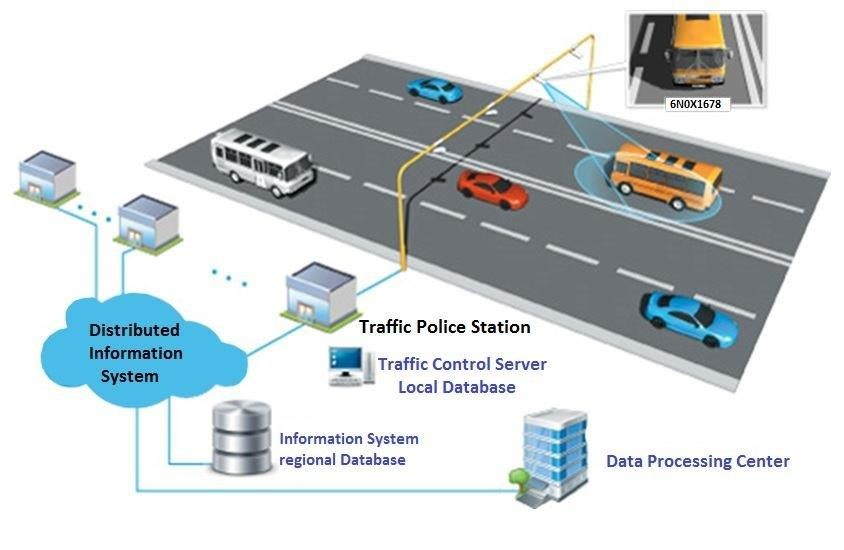 6N0X1678
Distributed
Information
System
Traffic Police Station
Traffic Control Server
Local Database
Information System
regional Database
Data Processing Center